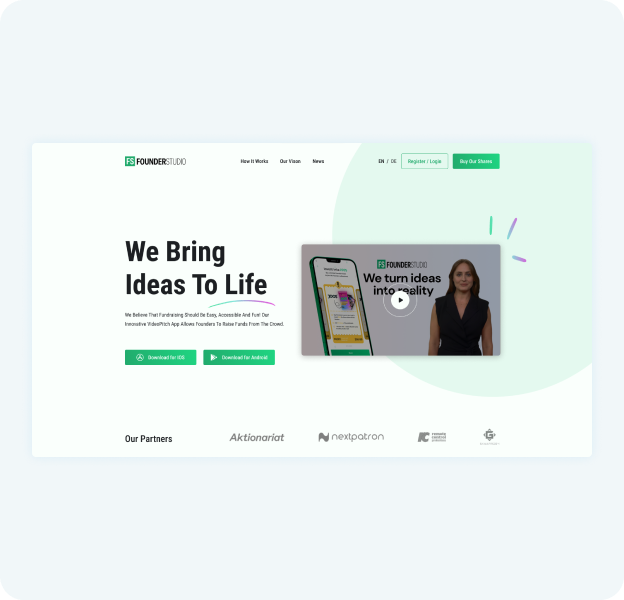 FS FOUNDERSTUDIO
How It Works
Our Vison
News
EN / DE
Register / Login
Buy Our Shares
We Bring
Ideas To Life
We Believe That Fundraising Should Be Easy, Accessible And Fun! Our
Innovative VideoPitch App Allows Founders To Raise Funds From The Crowd.
Download for iOS
Download for Android
FS FOUNDERSTUDIO
We turn ideas
into reality
Our Partners
Aktionariat
nextpatron